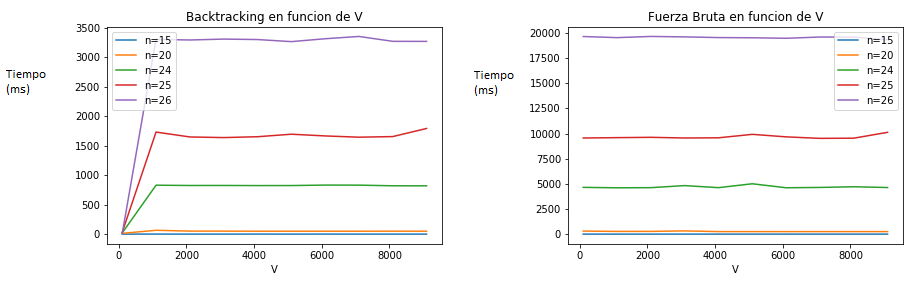 Backtracking en funcion de V
Tiempo
(ms)
3500
3000
2500
2000
1500
1000
500
0
n=15
n=20
n=24
n=25
n=26
0
2000
4000
6000
8000
V
Fuerza Bruta en funcion de V
Tiempo
(ms)
20000
17500
15000
12500
10000
7500
5000
2500
0
n=15
n=20
n=24
n=25
n=26
0
2000
4000
6000
8000
V